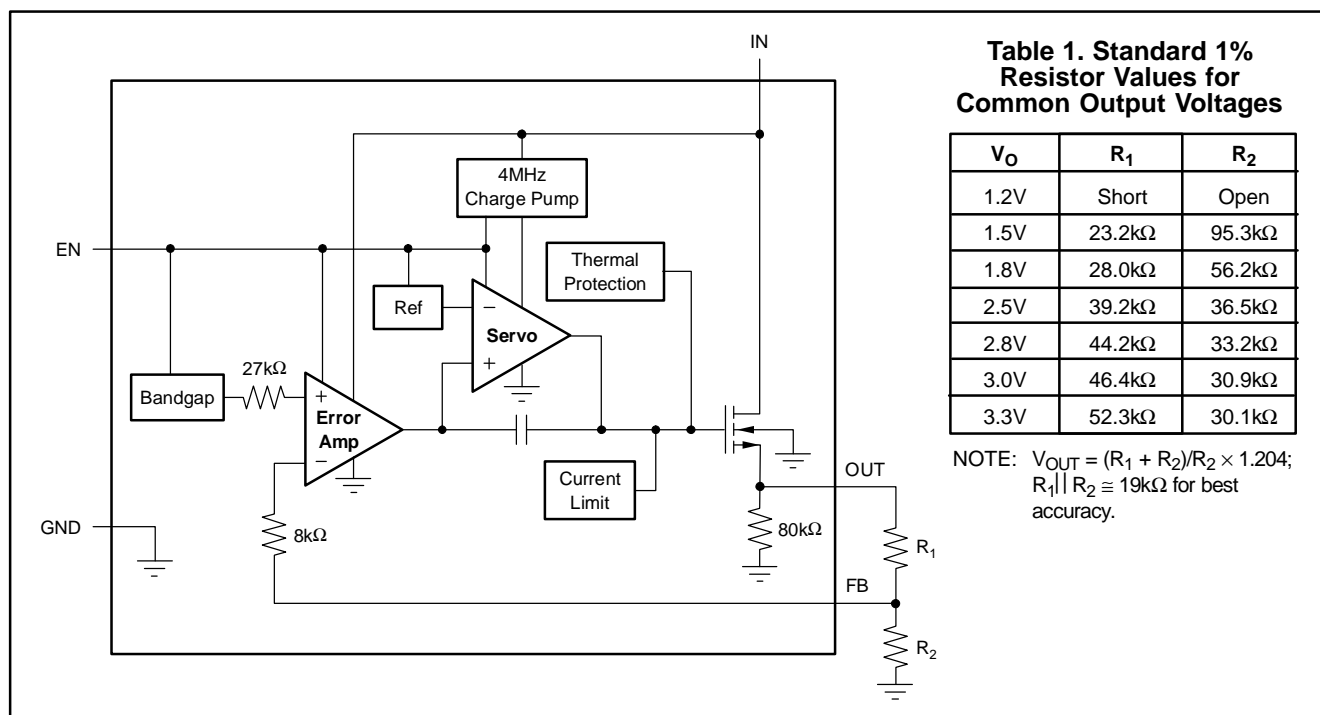 IN
4MHz
Charge Pump
EN
Thermal
Protection
Ref
−
Servo
+
27kΩ
Bandgap
+
Error
Amp
−
Current
Limit
OUT
GND
8kΩ
80kΩ
R1
FB
R2
Table 1. Standard 1%
Resistor Values for
Common Output Voltages
VO R1 R2
1.2V Short Open
1.5V 23.2kΩ 95.3kΩ
1.8V 28.0kΩ 56.2kΩ
2.5V 39.2kΩ 36.5kΩ
2.8V 44.2kΩ 33.2kΩ
3.0V 46.4kΩ 30.9kΩ
3.3V 52.3kΩ 30.1kΩ
NOTE: VOUT = (R1 + R2)/R2 × 1.204;
R1|| R2 ≅ 19kΩ for best
accuracy.